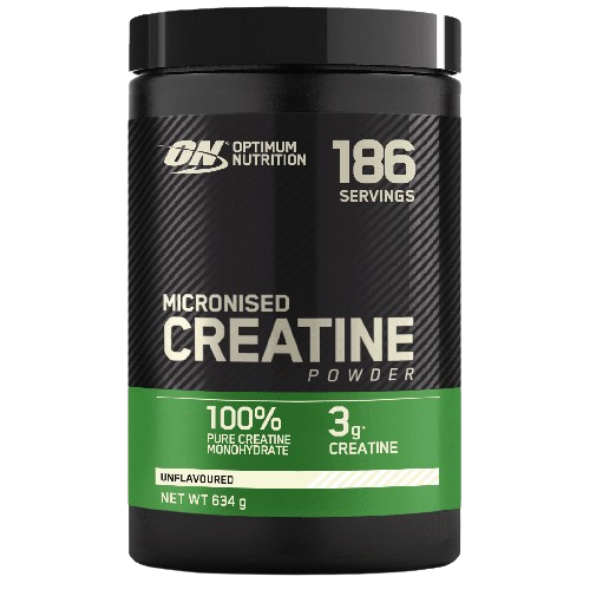 ON OPTIMUM
NUTRITION
186
SERVINGS
MICRONISED
CREATINE
POWDER
100%
PURE CREATINE
MONOHYDRATE
3g*
CREATINE
UNFLAVOURED
NET WT 634 g